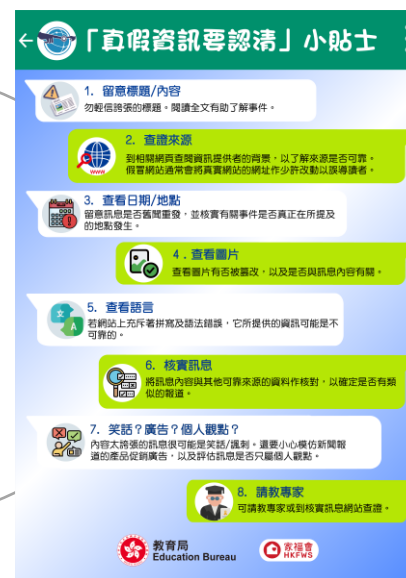 「真假資訊要認清」小貼士
1. 留意標題/內容
勿輕信誇張的標題。閱讀全文有助了解事件。
2. 查證來源
到相關網頁查閱資訊提供者的背景，以了解來源是否可靠。
假冒網站通常會將真實網站的網址作少許改動以誤導讀者。
www
3. 查看日期/地點
留意訊息是否舊聞重發，並核實有關事件是否真正在所提及
的地點發生。
4．查看圖片
查看圖片有否被篡改，以及是否與訊息內容有關。
5. 查看語言
若網站上充斥著拼寫及語法錯誤，它所提供的資訊可能是不
可靠的。
文
A
6. 核實訊息
將訊息內容與其他可靠來源的資料作核對，以確定是否有類
似的報道。
7. 笑話？廣告？個人觀點？
內容太誇張的訊息很可能是笑話/諷刺。還要小心模仿新聞報
道的產品促銷廣告，以及評估訊息是否只屬個人觀點。
8. 請教專家
可請教專家或到核實訊息網站查證。
教育局
Education Bureau
家福會
HKFWS